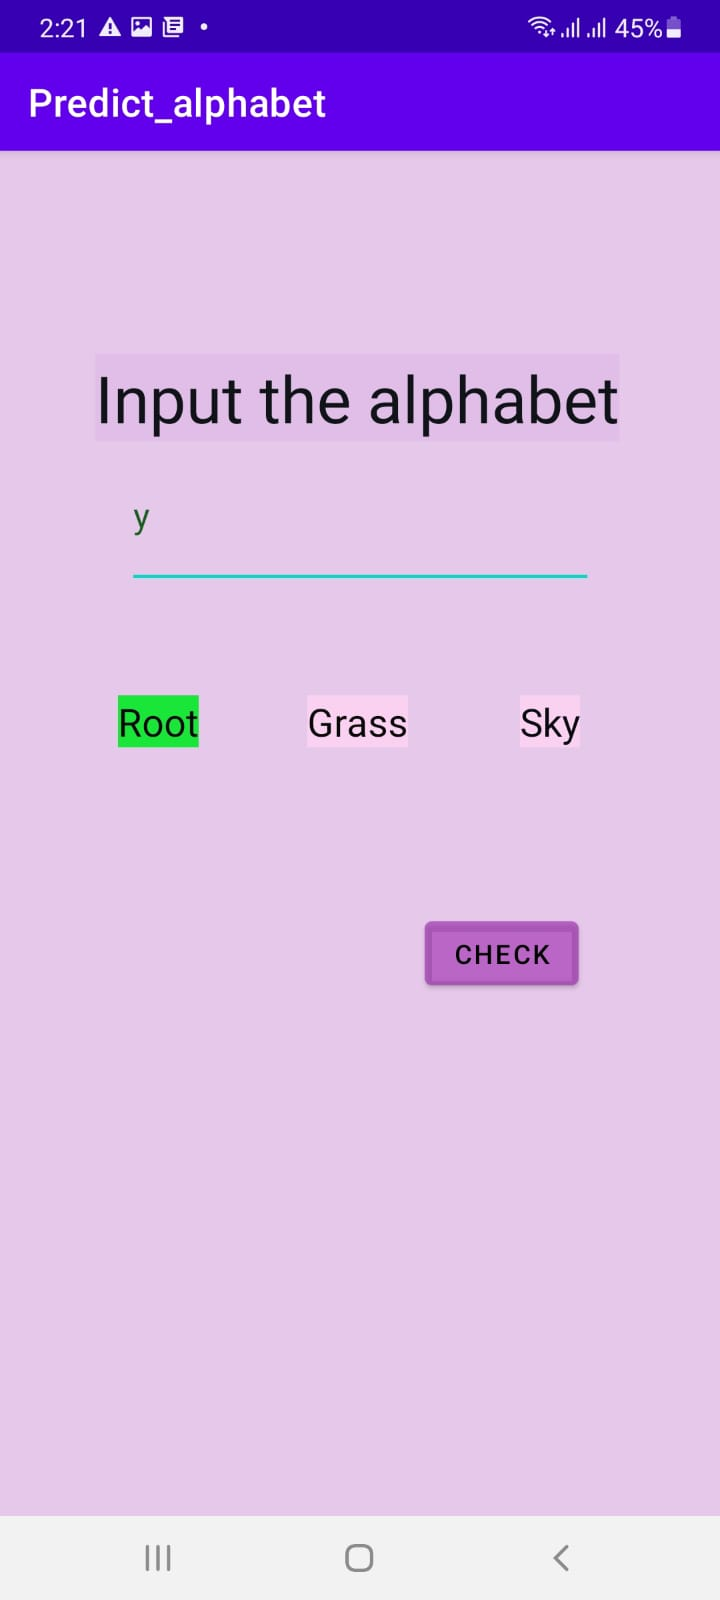 2:21 45%
Predict_alphabet
Input the alphabet
y
Root Grass Sky
CHECK